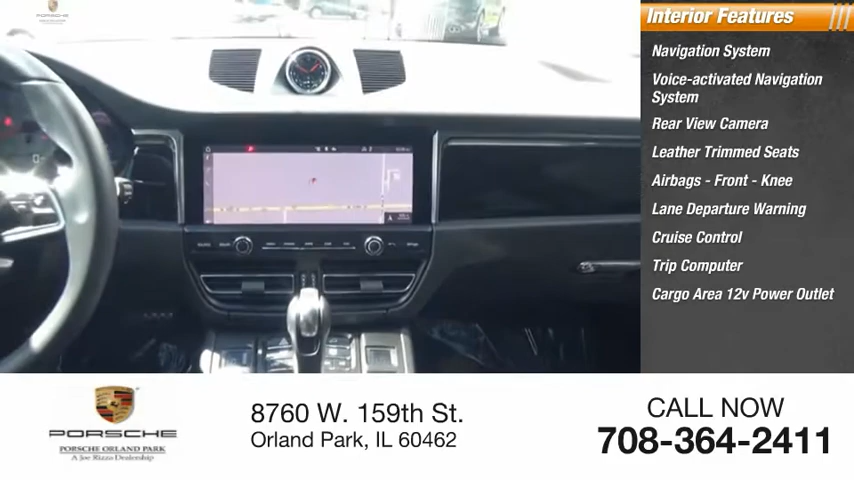 PORSCHE
Interior Features
Navigation System
Voice-activated Navigation
System
Rear View Camera
Leather Trimmed Seats
Airbags - Front - Knee
Lane Departure Warning
Cruise Control
Trip Computer
Cargo Area 12v Power Outlet
PORSCHE
PORSCHE ORLAND PARK
A Joe Rizza Dealership
8760 W. 159th St.
Orland Park, IL 60462
CALL NOW
708-364-2411